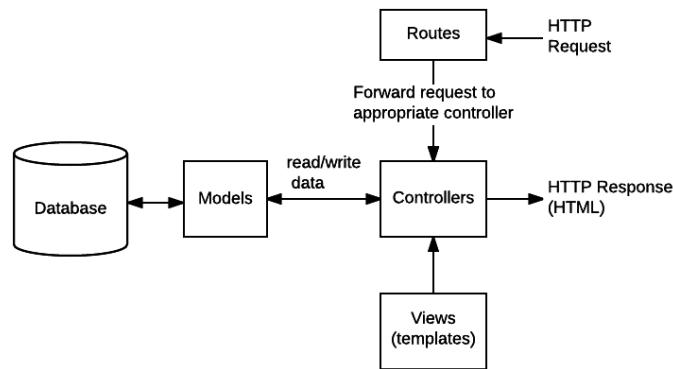 Routes
HTTP
Request
Forward request to
appropriate controller
read/write
data
Database
Models
Controllers
HTTP Response
(HTML)
Views
(templates)